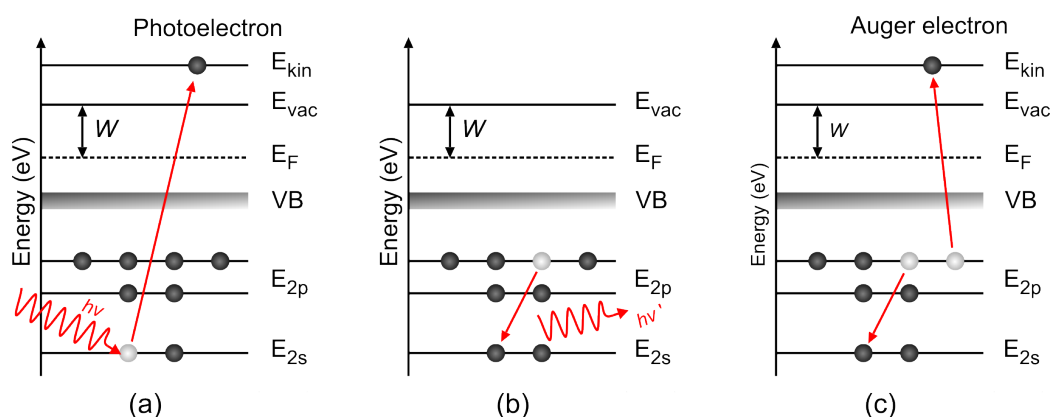 Photoelectron
E_kin
E_vac
W
E_F
VB
Energy (eV)
E_2p
hν
E_2s
(a)
E_vac
W
E_F
VB
Energy (eV)
E_2p
hν'
E_2s
(b)
Auger electron
E_kin
E_vac
W
E_F
VB
Energy (eV)
E_2p
E_2s
(c)